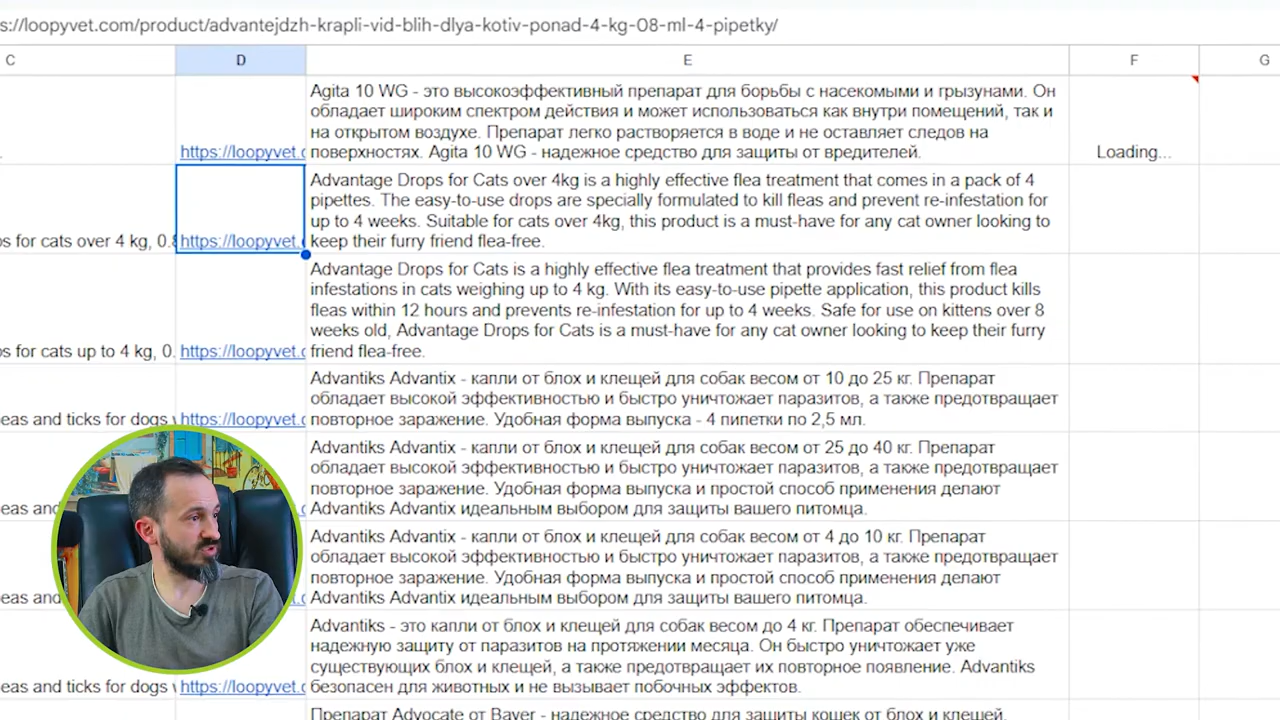 s://loopyvet.com/product/advantejdzh-krapli-vid-blih-dlya-kotiv-ponad-4-kg-08-ml-4-pipetky/
C D E F G
Agita 10 WG - это высокоэффективный препарат для борьбы с насекомыми и грызунами. Он
обладает широким спектром действия и может использоваться как внутри помещений, так и
на открытом воздухе. Препарат легко растворяется в воде и не оставляет следов на
https://loopyvet.c поверхностях. Agita 10 WG - надежное средство для защиты от вредителей. Loading...
Advantage Drops for Cats over 4kg is a highly effective flea treatment that comes in a pack of 4
pipettes. The easy-to-use drops are specially formulated to kill fleas and prevent re-infestation for
up to 4 weeks. Suitable for cats over 4kg, this product is a must-have for any cat owner looking to
ps for cats over 4 kg, 0.8 https://loopyvet.c keep their furry friend flea-free.
Advantage Drops for Cats is a highly effective flea treatment that provides fast relief from flea
infestations in cats weighing up to 4 kg. With its easy-to-use pipette application, this product kills
fleas within 12 hours and prevents re-infestation for up to 4 weeks. Safe for use on kittens over 8
weeks old, Advantage Drops for Cats is a must-have for any cat owner looking to keep their furry
ps for cats up to 4 kg, 0. https://loopyvet.c friend flea-free.
Advantiks Advantix - капли от блох и клещей для собак весом от 10 до 25 кг. Препарат
обладает высокой эффективностью и быстро уничтожает паразитов, а также предотвращает
eas and ticks for dogs https://loopyvet.c повторное заражение. Удобная форма выпуска - 4 пипетки по 2,5 мл.
Advantiks Advantix - капли от блох и клещей для собак весом от 25 до 40 кг. Препарат
обладает высокой эффективностью и быстро уничтожает паразитов, а также предотвращает
повторное заражение. Удобная форма выпуска и простой способ применения делают
eas and Advantiks Advantix идеальным выбором для защиты вашего питомца.
Advantiks Advantix - капли от блох и клещей для собак весом от 4 до 10 кг. Препарат
обладает высокой эффективностью и быстро уничтожает паразитов, а также предотвращает
повторное заражение. Удобная форма выпуска и простой способ применения делают
eas and Advantiks Advantix идеальным выбором для защиты вашего питомца.
Advantiks - это капли от блох и клещей для собак весом до 4 кг. Препарат обеспечивает
надежную защиту от паразитов на протяжении месяца. Он быстро уничтожает уже
существующих блох и клещей, а также предотвращает их повторное появление. Advantiks
eas and ticks for dogs https://loopyvet.c безопасен для животных и не вызывает побочных эффектов.
Препарат Advocate от Bayer - надежное средство для защиты кошек от блох и клещей.